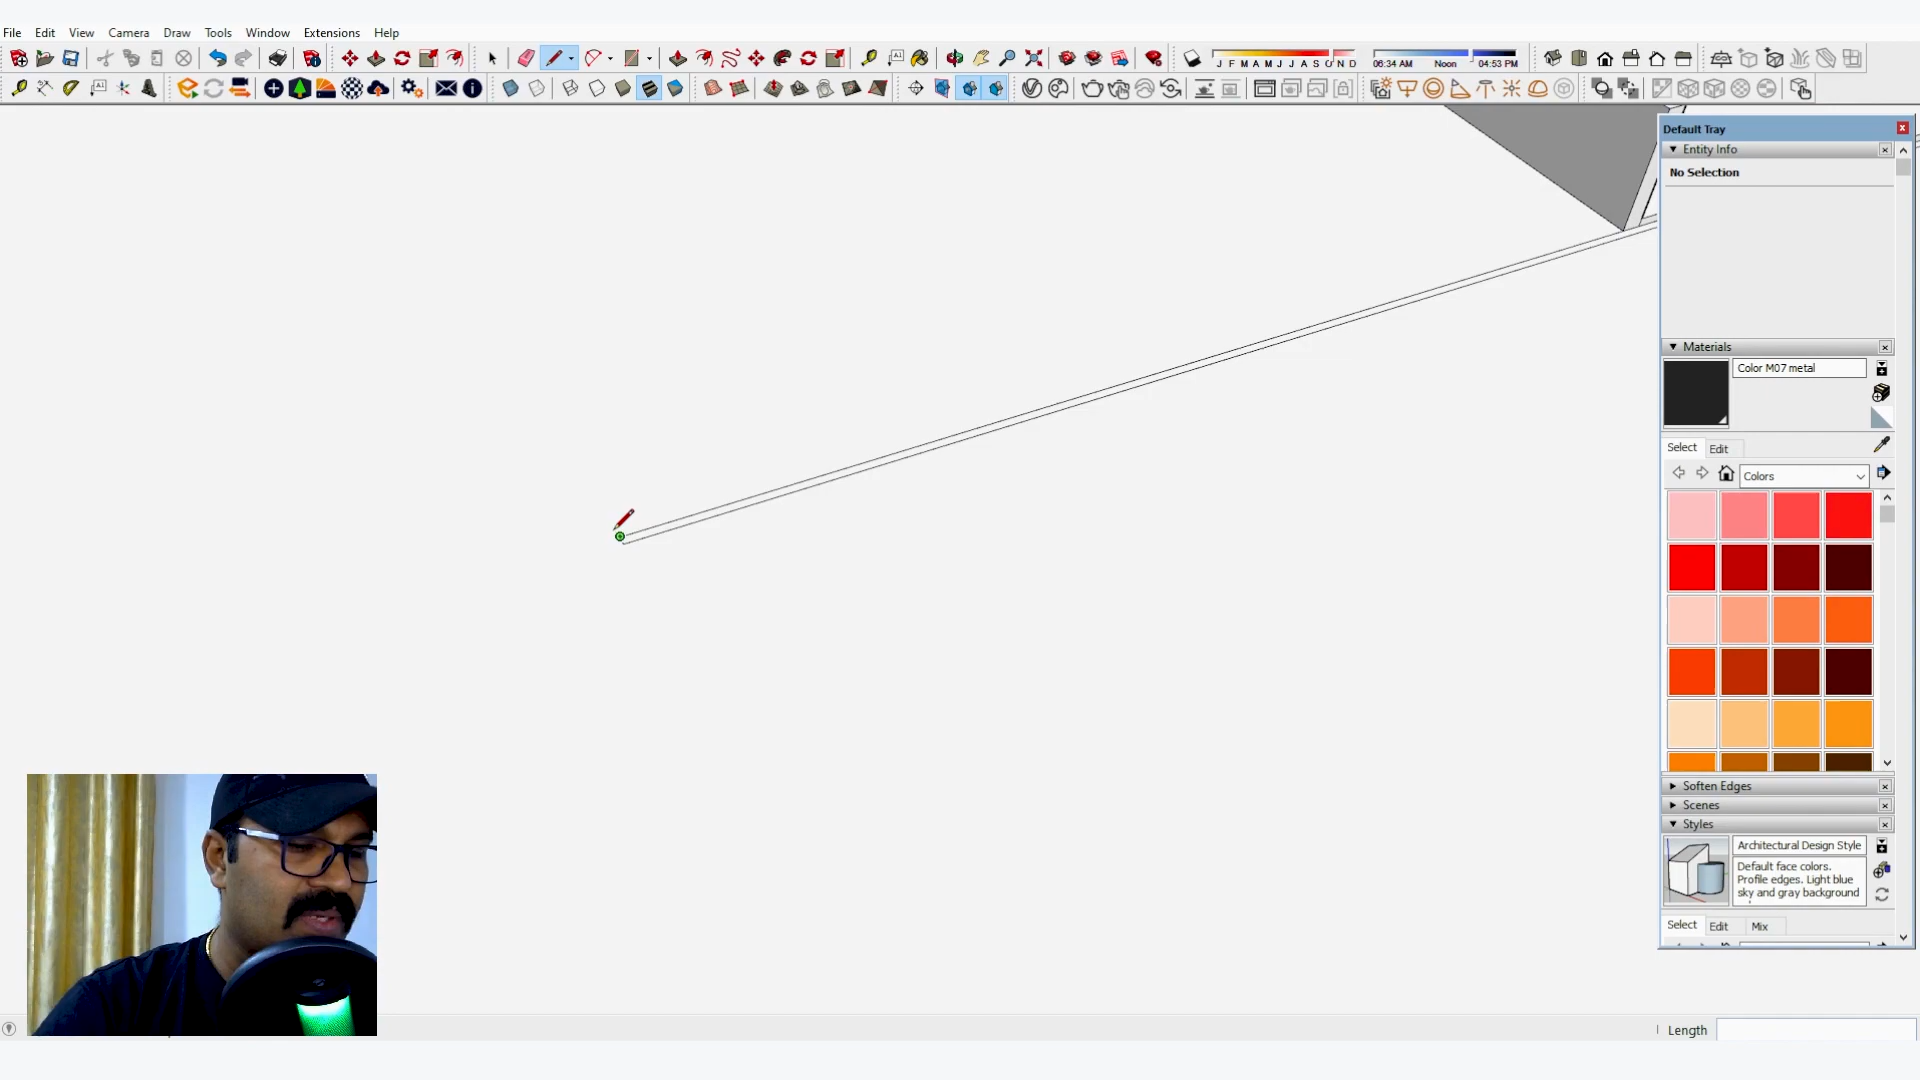 File Edit View Camera Draw Tools Window Extensions Help
J F M A M J J A S O N D 06:34 AM Noon 04:53 PM
Default Tray
Entity Info
No Selection
Materials
Color M07 metal
Select Edit
Colors
Soften Edges
Scenes
Styles
Architectural Design Style
Default face colors.
Profile edges. Light blue
sky and gray background
Select Edit Mix
Length